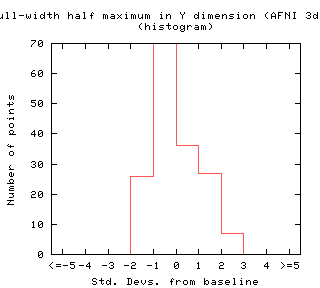 ull-width half maximum in Y dimension (AFNI 3d
(histogram)
70
60
50
40
30
20
10
0
Number of points
<=-5 -4 -3 -2 -1 0 1 2 3 4 >=5
Std. Devs. from baseline